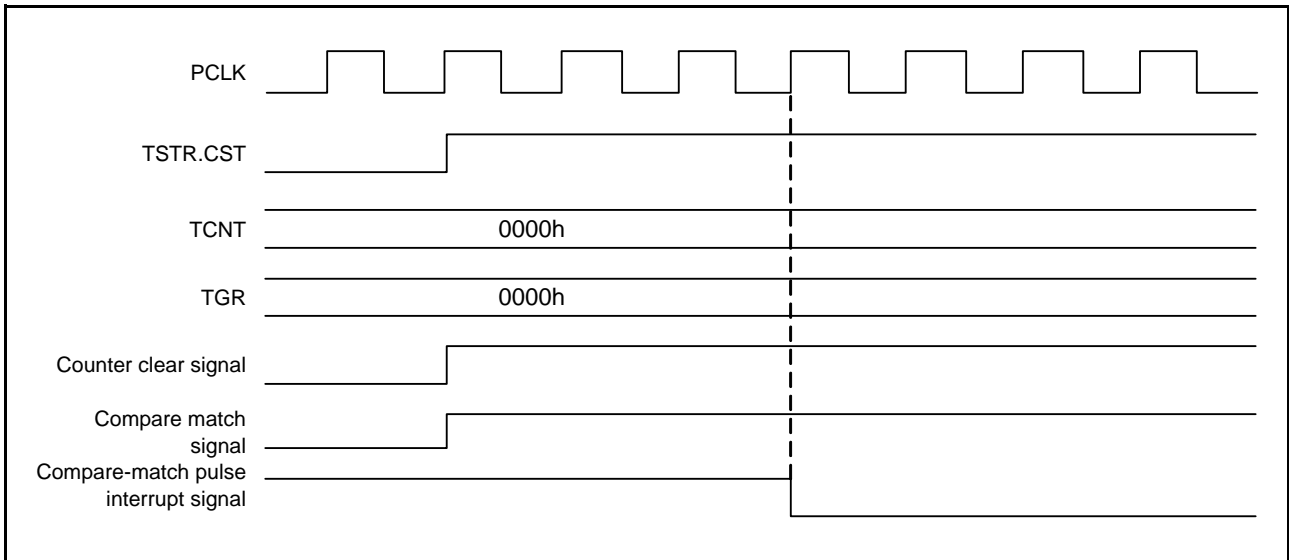 PCLK
TSTR.CST
TCNT
0000h
TGR
0000h
Counter clear signal
Compare match
signal
Compare-match pulse
interrupt signal